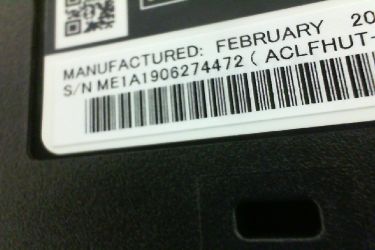 MANUFACTURED: FEBRUARY 20
S/N ME1A1906274472 ( ACLFHUT-